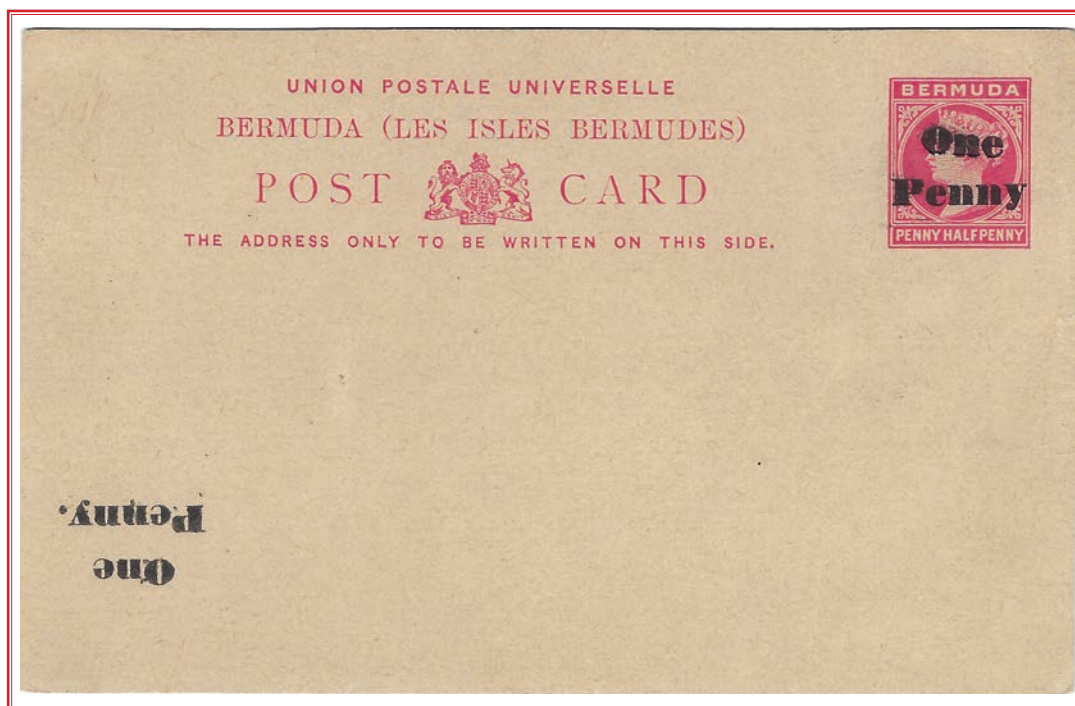 UNION POSTALE UNIVERSELLE
BERMUDA (LES ISLES BERMUDES)
POST CARD
THE ADDRESS ONLY TO BE WRITTEN ON THIS SIDE.
BERMUDA
One
Penny
PENNY HALFPENNY
One
Penny.